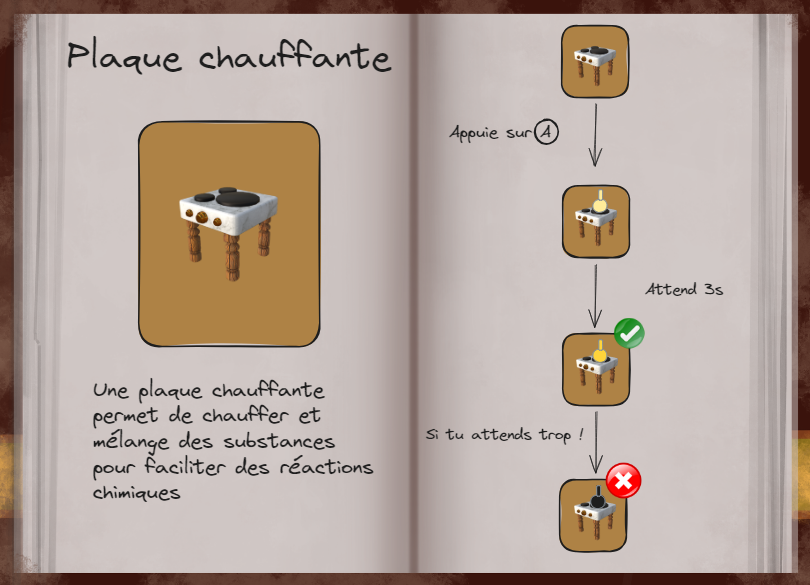 Plaque chauffante
Une plaque chauffante
permet de chauffer et
mélange des substances
pour faciliter des réactions
chimiques
Appuie sur A
Attend 3s
Si tu attends trop !